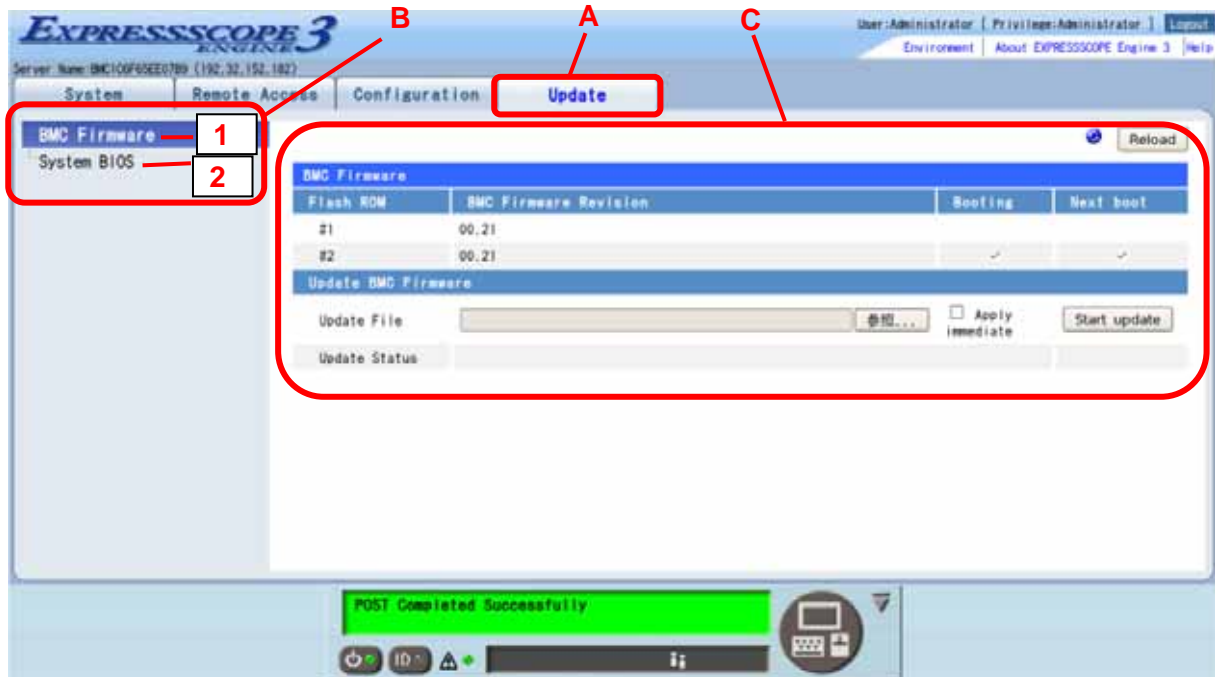 B
A
C
EXPRESSSCOPE
ENGINE 3
User:Administrator [ Privilege:Administrator ] Logout
Environment About EXPRESSSCOPE Engine 3 Help
System Remote Access Configuration Update
BMC Firmware
1
System BIOS
2
Reload
BMC Firmware
Flash ROM BMC Firmware Revision Booting Next boot
#1 00.21
#2 00.21
Update BMC Firmware
Update File 参照... Apply immediate Start update
Update Status
POST Completed Successfully
ID